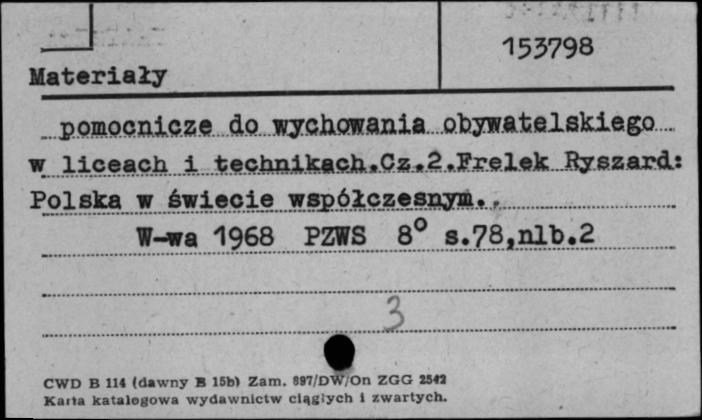 153798
Materiały
pomocnicze do wychowania obywatelskiego
w liceach i technikach.Cz.2.Frelek Ryszard:
Polska w świecie współczesnym.
W-wa 1968 PZWS 8° s.78,nlb.2
3
CWD B 114 (dawny B 15b) Zam. 897/DW/On ZGG 2542
Karta katalogowa wydawnictw ciągłych i zwartych.